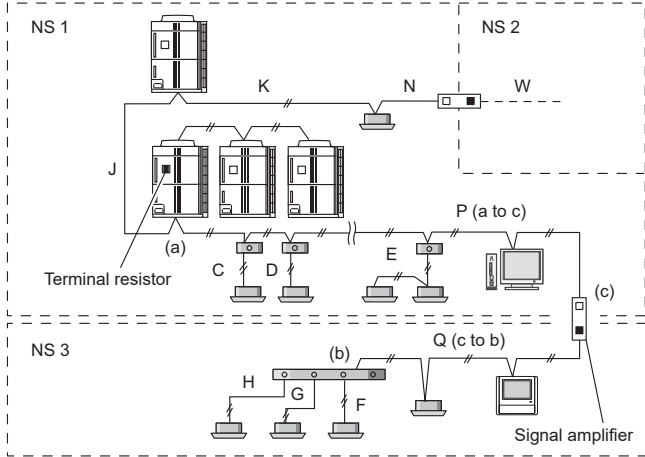 NS 1
NS 2
K
N
W
J
P (a to c)
(a)
E
C
D
Terminal resistor
(c)
NS 3
(b)
Q (c to b)
H
G
F
Signal amplifier